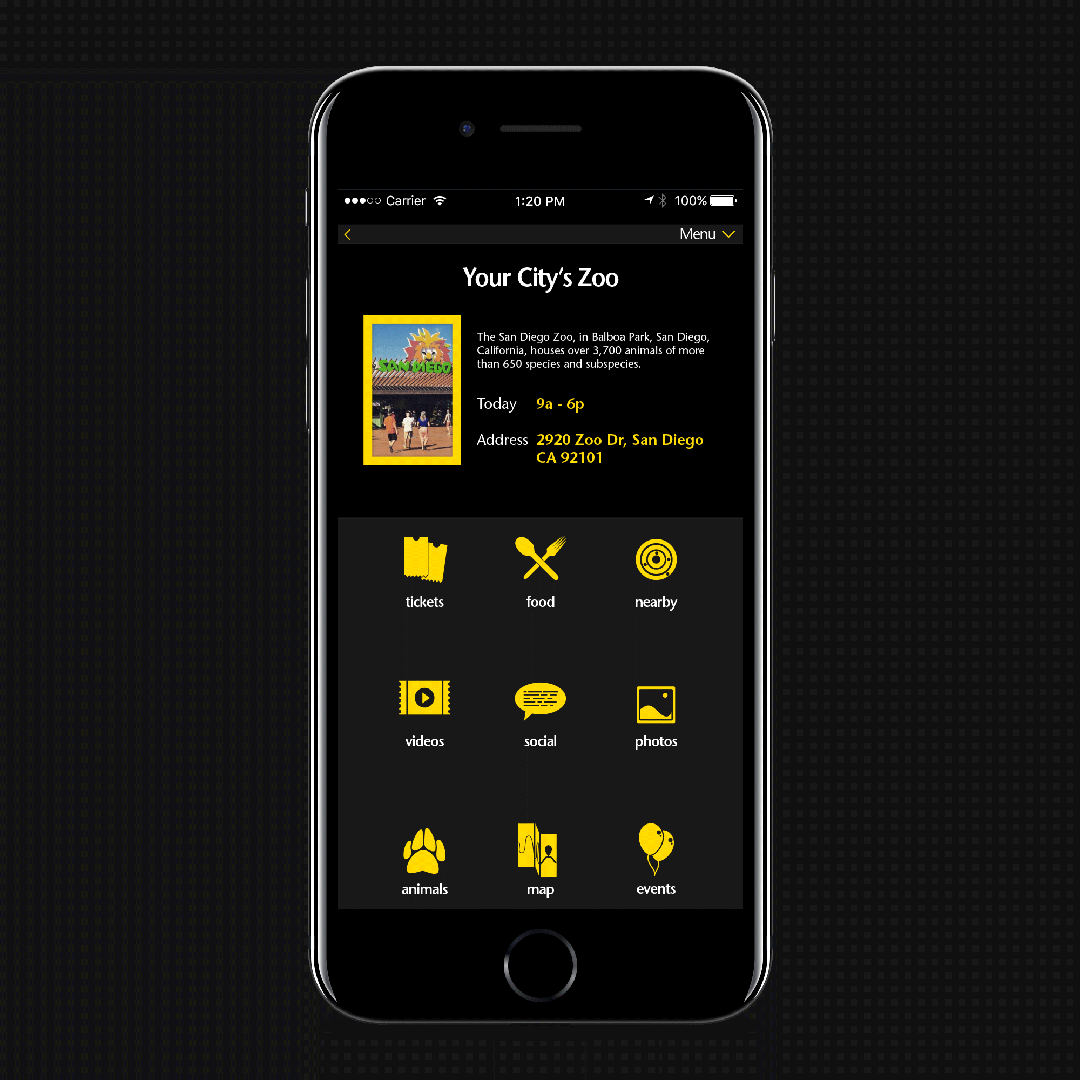 Carrier 1:20 PM 100%
Menu
Your City's Zoo
SAN DIEGO
The San Diego Zoo, in Balboa Park, San Diego,
California, houses over 3,700 animals of more
than 650 species and subspecies.
Today 9a - 6p
Address 2920 Zoo Dr, San Diego
CA 92101
tickets food nearby
videos social photos
animals map events